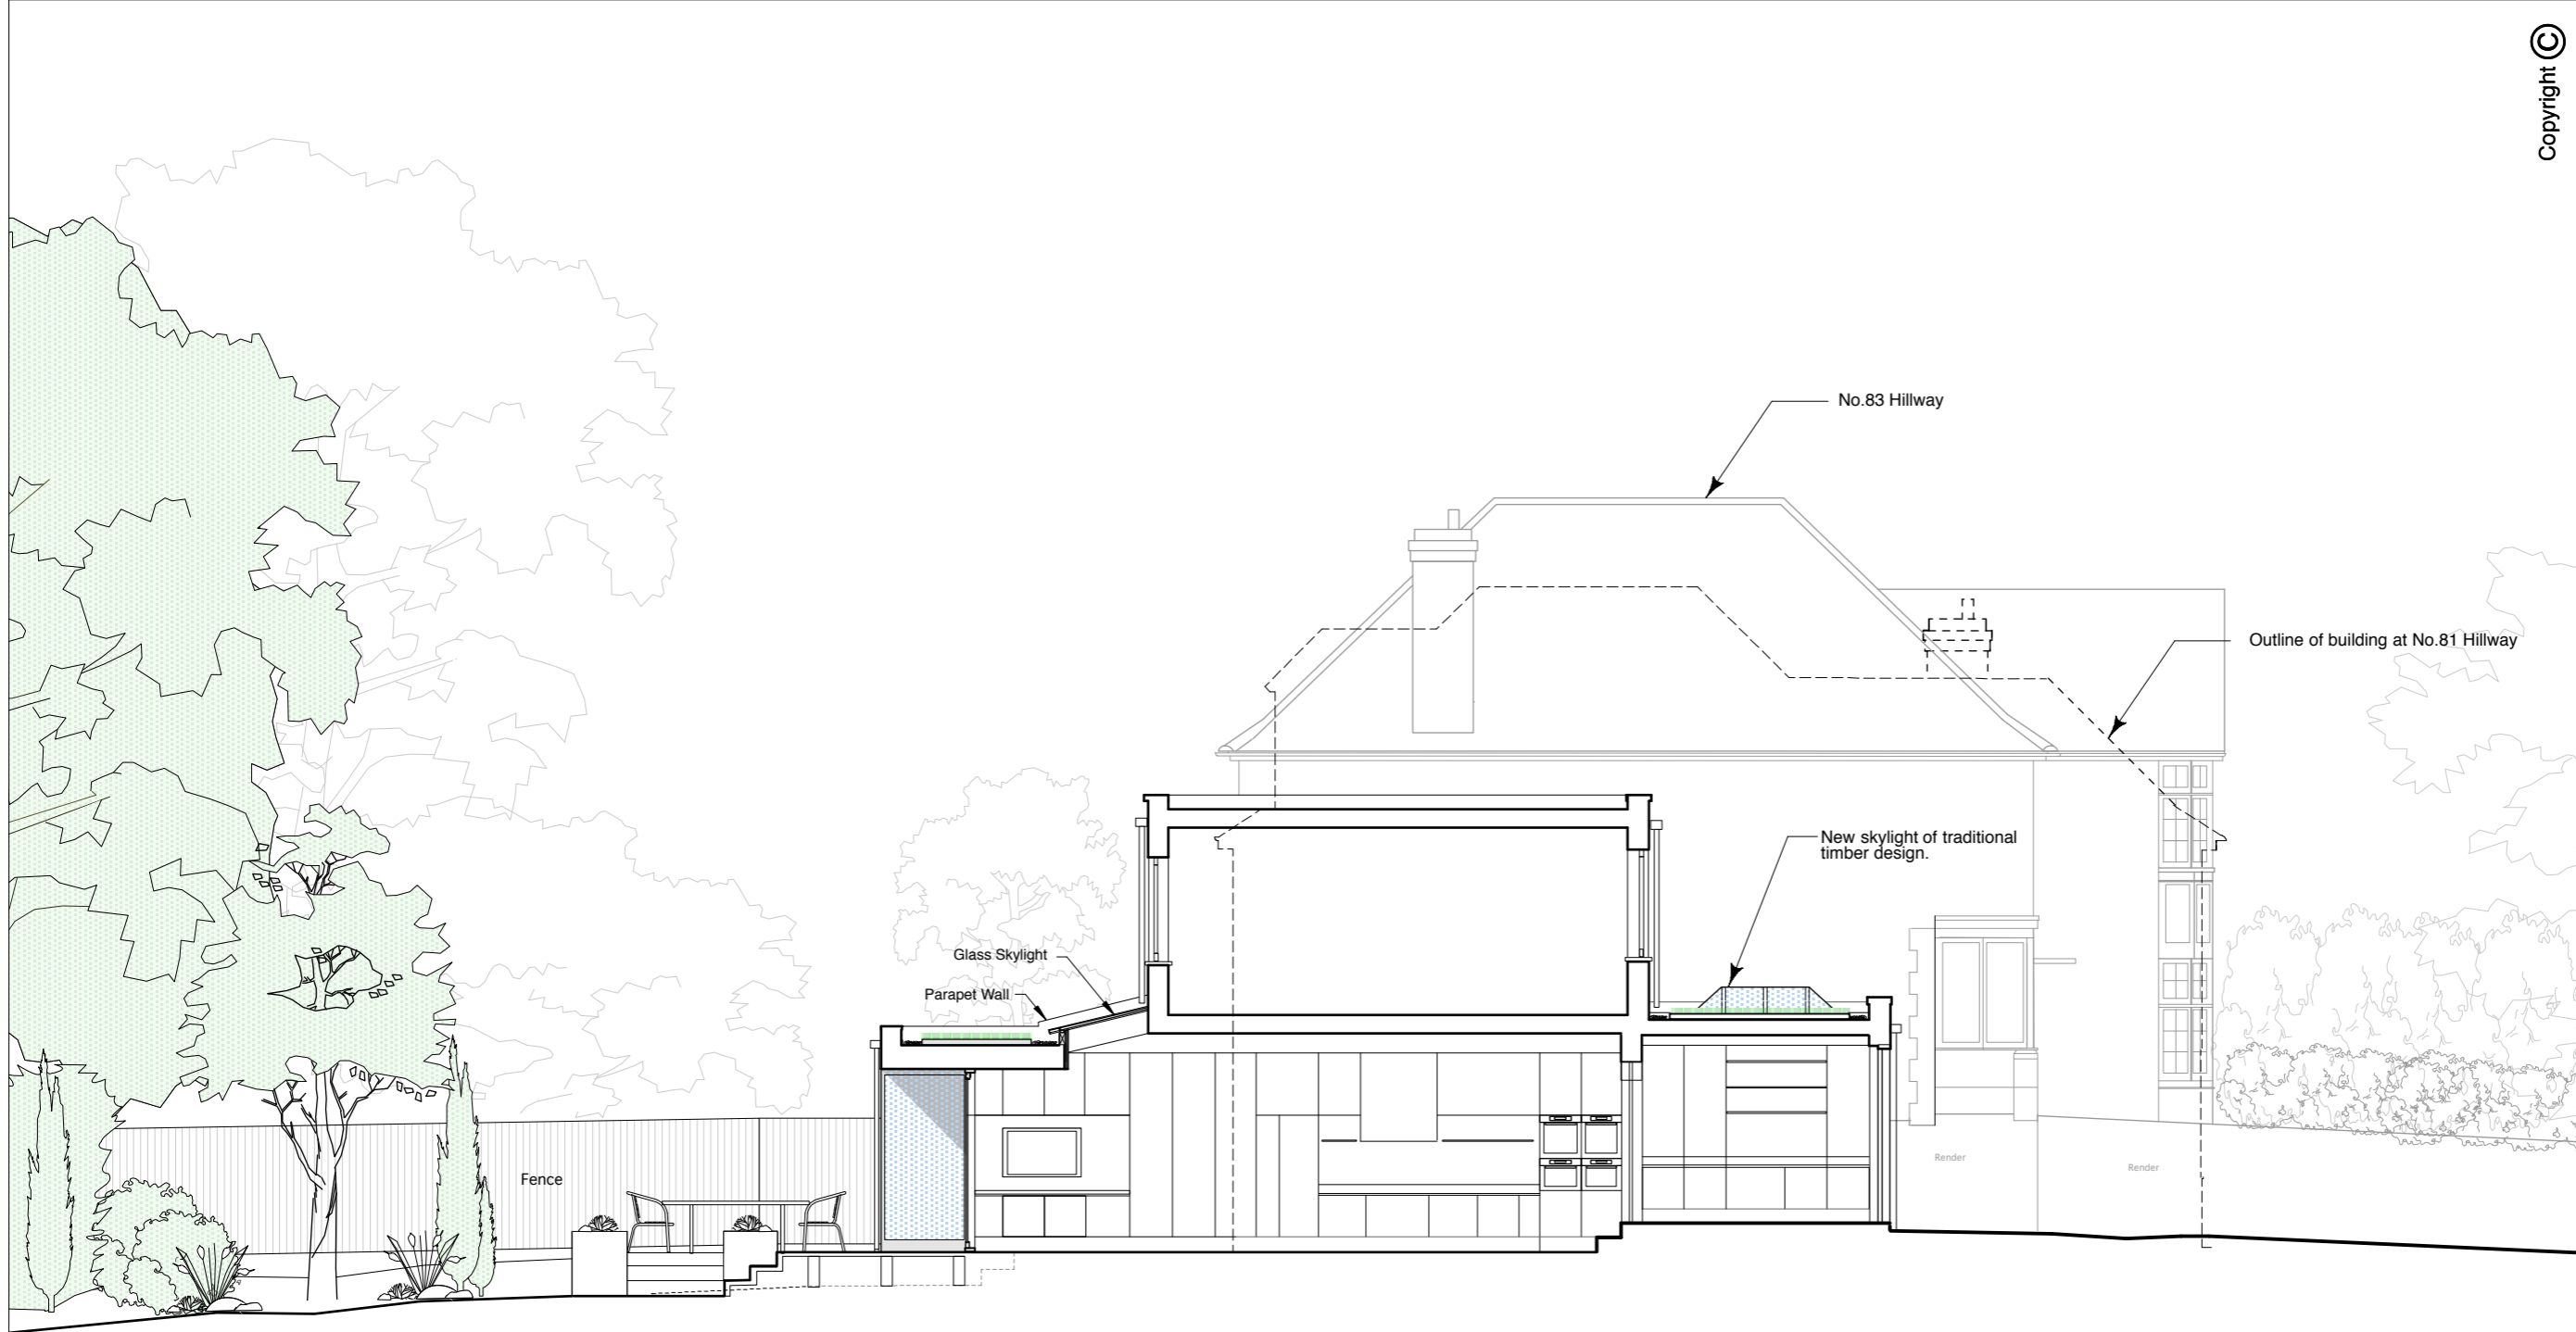 Copyright ©
No.83 Hillway
Outline of building at No.81 Hillway
New skylight of traditional
timber design.
Glass Skylight
Parapet Wall
Render
Render
Fence